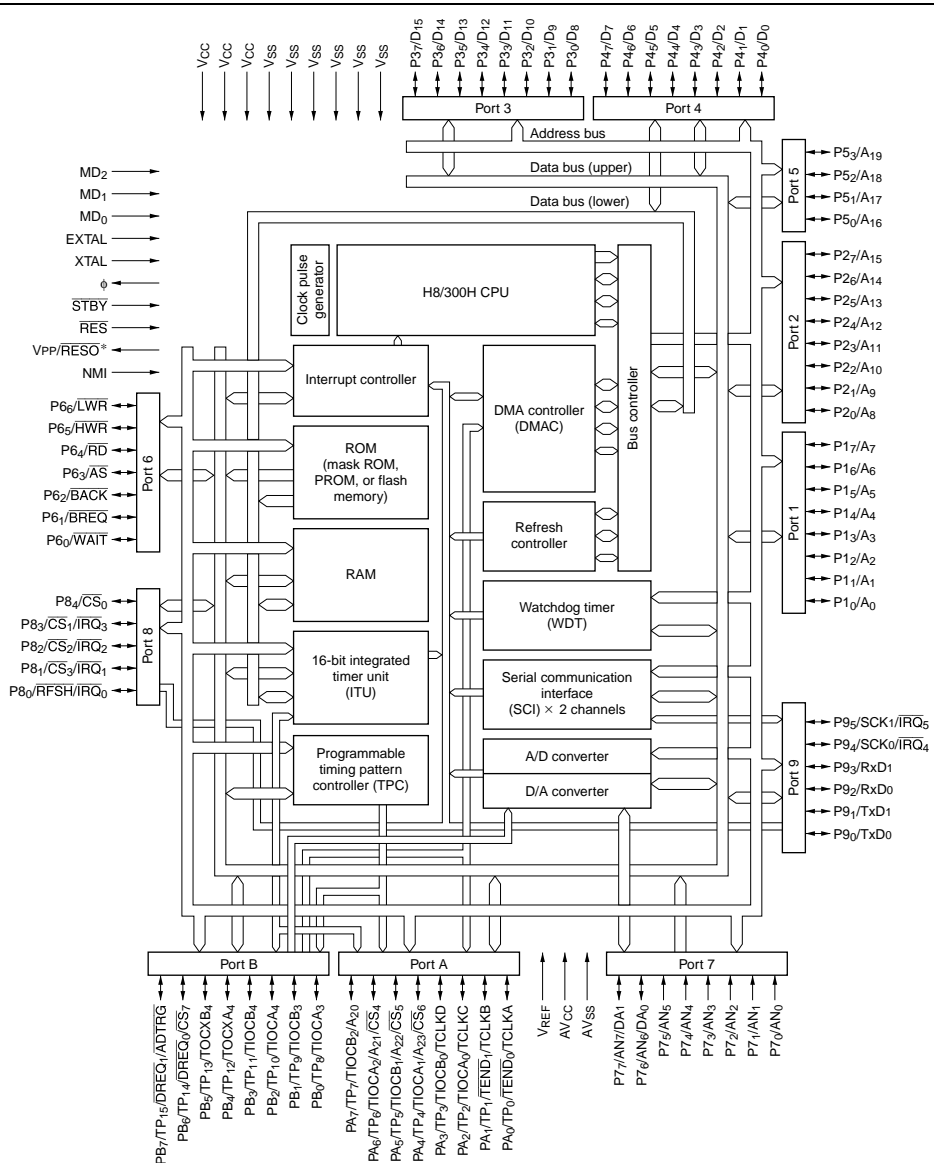 VCC
VCC
VCC
VSS
VSS
VSS
VSS
VSS
VSS
P37/D15
P36/D14
P35/D13
P34/D12
P33/D11
P32/D10
P31/D9
P30/D8
P47/D7
P46/D6
P45/D5
P44/D4
P43/D3
P42/D2
P41/D1
P40/D0
Port 3
Port 4
Address bus
Data bus (upper)
Data bus (lower)
MD2
MD1
MD0
EXTAL
XTAL
ϕ
STBY
RES
VPP/RESO*
NMI
P66/LWR
P65/HWR
P64/RD
P63/AS
P62/BACK
P61/BREQ
P60/WAIT
Port 6
P84/CS0
P83/CS1/IRQ3
P82/CS2/IRQ2
P81/CS3/IRQ1
P80/RFSH/IRQ0
Port 8
Clock pulse
generator
H8/300H CPU
Interrupt controller
ROM
(mask ROM,
PROM, or flash
memory)
RAM
16-bit integrated
timer unit
(ITU)
Programmable
timing pattern
controller (TPC)
DMA controller
(DMAC)
Refresh
controller
Bus controller
Watchdog timer
(WDT)
Serial communication
interface
(SCI) × 2 channels
A/D converter
D/A converter
Port 5
P53/A19
P52/A18
P51/A17
P50/A16
Port 2
P27/A15
P26/A14
P25/A13
P24/A12
P23/A11
P22/A10
P21/A9
P20/A8
Port 1
P17/A7
P16/A6
P15/A5
P14/A4
P13/A3
P12/A2
P11/A1
P10/A0
Port 9
P95/SCK1/IRQ5
P94/SCK0/IRQ4
P93/RxD1
P92/RxD0
P91/TxD1
P90/TxD0
Port B
Port A
Port 7
PB7/TP15/DREQ1/ADTRG
PB6/TP14/DREQ0/CS7
PB5/TP13/TOCXB4
PB4/TP12/TOCXA4
PB3/TP11/TIOCB4
PB2/TP10/TIOCA4
PB1/TP9/TIOCB3
PB0/TP8/TIOCA3
PA7/TP7/TIOCB2/A20
PA6/TP6/TIOCA2/A21/CS4
PA5/TP5/TIOCB1/A22/CS5
PA4/TP4/TIOCA1/A23/CS6
PA3/TP3/TIOCB0/TCLKD
PA2/TP2/TIOCA0/TCLKC
PA1/TP1/TEND1/TCLKB
PA0/TP0/TEND0/TCLKA
VREF
AVCC
AVSS
P77/AN7/DA1
P76/AN6/DA0
P75/AN5
P74/AN4
P73/AN3
P72/AN2
P71/AN1
P70/AN0